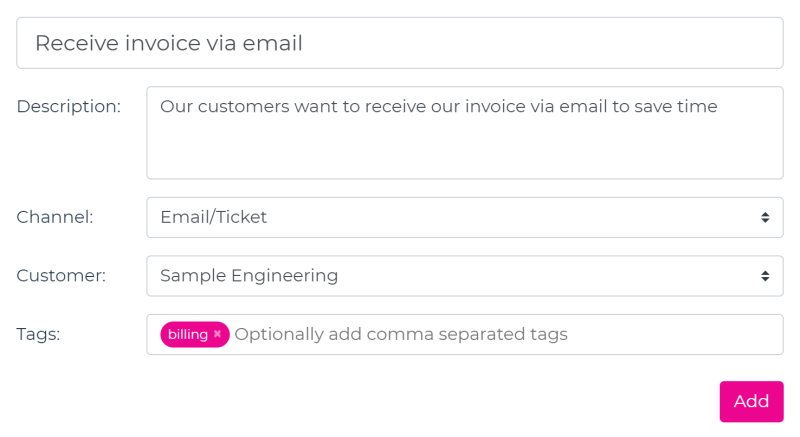 Receive invoice via email
Description: Our customers want to receive our invoice via email to save time
Channel: Email/Ticket
Customer: Sample Engineering
Tags: billing × Optionally add comma separated tags
Add